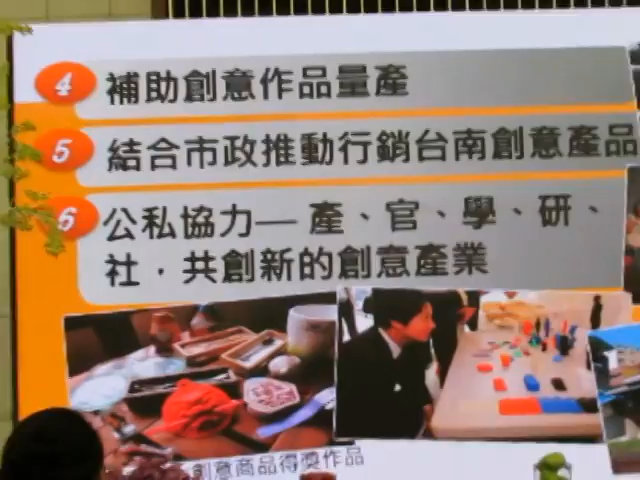 4 補助創意作品量產
5 結合市政推動行銷台南創意產品
6 公私協力—產、官、學、研、
社，共創新的創意產業
創意商品得獎作品